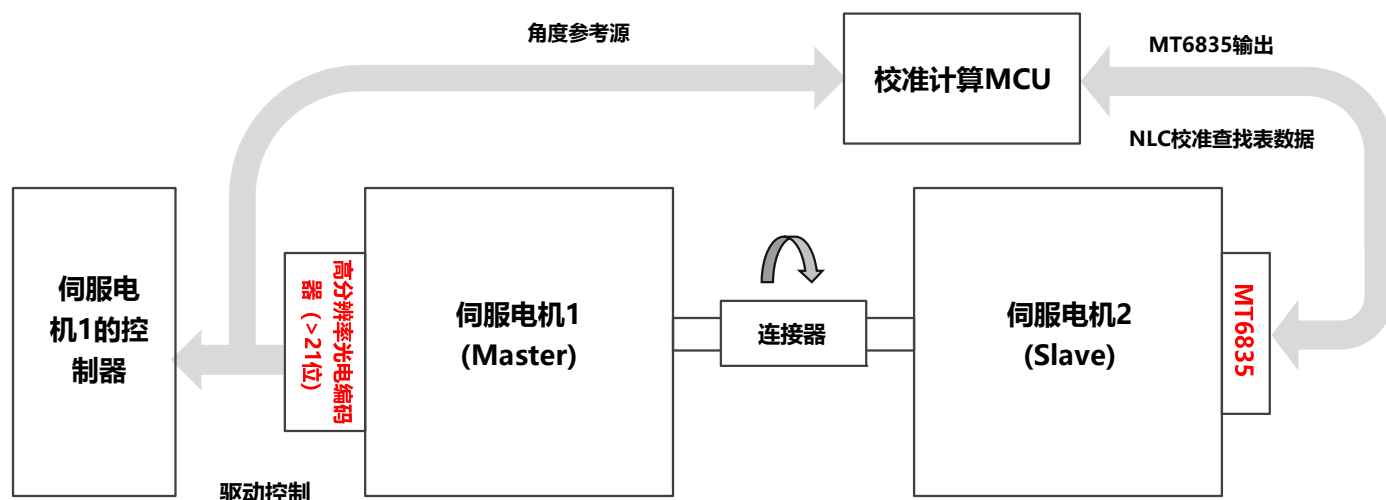 角度参考源
MT6835输出
校准计算MCU
NLC校准查找表数据
伺服电
机1的控
制器
高分辨率光电编码
器（>21位）
伺服电机1
(Master)
连接器
伺服电机2
(Slave)
MT6835
驱动控制